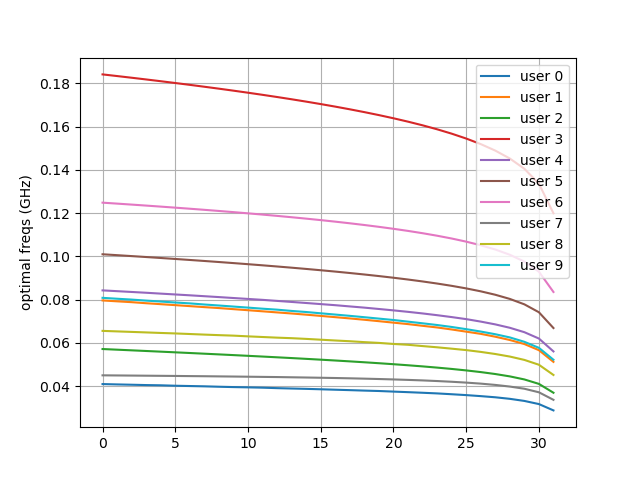 optimal freqs (GHz)
0.18
0.16
0.14
0.12
0.10
0.08
0.06
0.04
0 5 10 15 20 25 30
user 0
user 1
user 2
user 3
user 4
user 5
user 6
user 7
user 8
user 9